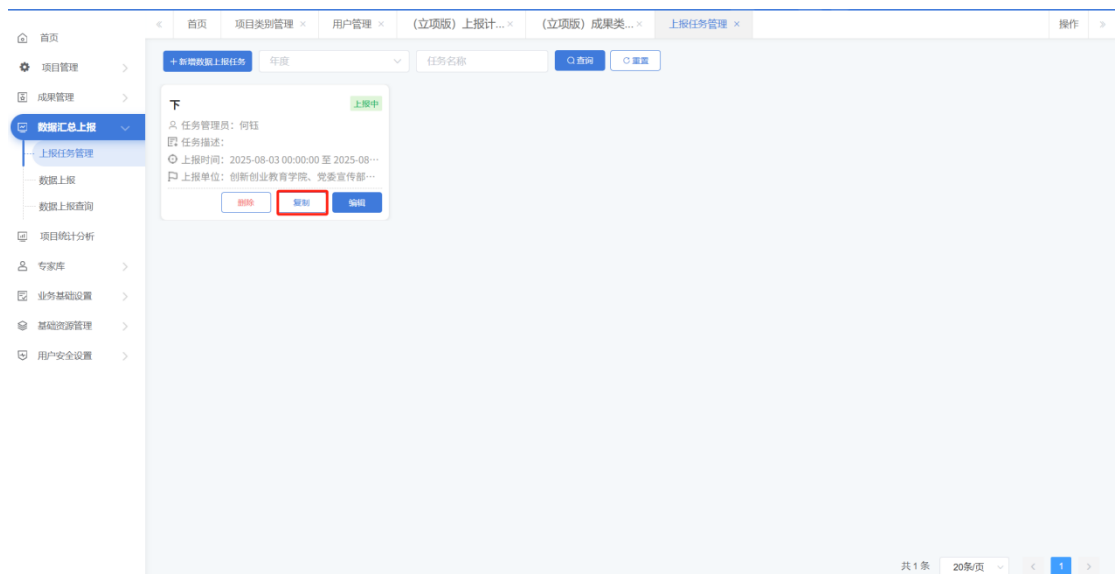 首页 项目类别管理 × 用户管理 × （立项版）上报计... × （立项版）成果类... × 上报任务管理 × 操作
首页
项目管理
成果管理
数据汇总上报
上报任务管理
数据上报
数据上报查询
项目统计分析
专家库
业务基础设置
基础资源管理
用户安全设置
+新增数据上报任务 年度 任务名称 查询 重置
下 上报中
任务管理员：何钰
任务描述：
上报时间：2025-08-03 00:00:00 至 2025-08…
上报单位：创新创业教育学院、党委宣传部…
删除 复制 编辑
共 1 条 20条/页 1